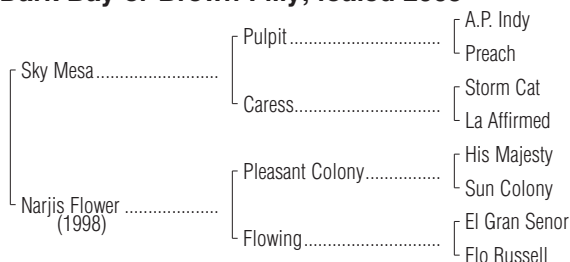 Dark Bay or Brown Filly; foaled
A.P. Indy
Pulpit........................................
Preach
Sky Mesa................................
Storm Cat
Caress.......................................
La Affirmed
His Majesty
Pleasant Colony....................
Sun Colony
Narjis Flower ........................
(1998)
El Gran Senor
Flowing.....................................
Flo Russell